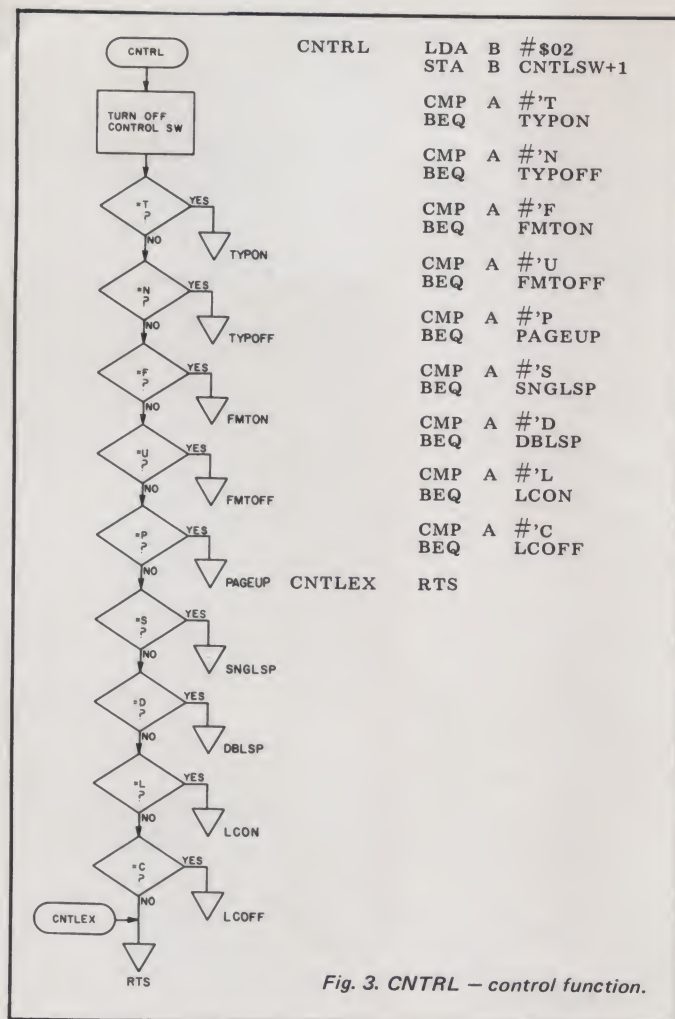 CNTRL
TURN OFF
CONTROL SW
=T
?
YES
NO
TYPON
=N
?
YES
NO
TYPOFF
=F
?
YES
NO
FMTON
=U
?
YES
NO
FMTOFF
=P
?
YES
NO
PAGEUP
=S
?
YES
NO
SNGLSP
=D
?
YES
NO
DBLSP
=L
?
YES
NO
LCON
=C
?
YES
NO
LCOFF
CNTLEX
RTS
CNTRL LDA B #$02
STA B CNTLSW+1
CMP A #'T
BEQ TYPON
CMP A #'N
BEQ TYPOFF
CMP A #'F
BEQ FMTON
CMP A #'U
BEQ FMTOFF
CMP A #'P
BEQ PAGEUP
CMP A #'S
BEQ SNGLSP
CMP A #'D
BEQ DBLSP
CMP A #'L
BEQ LCON
CMP A #'C
BEQ LCOFF
CNTLEX RTS
Fig. 3. CNTRL — control function.